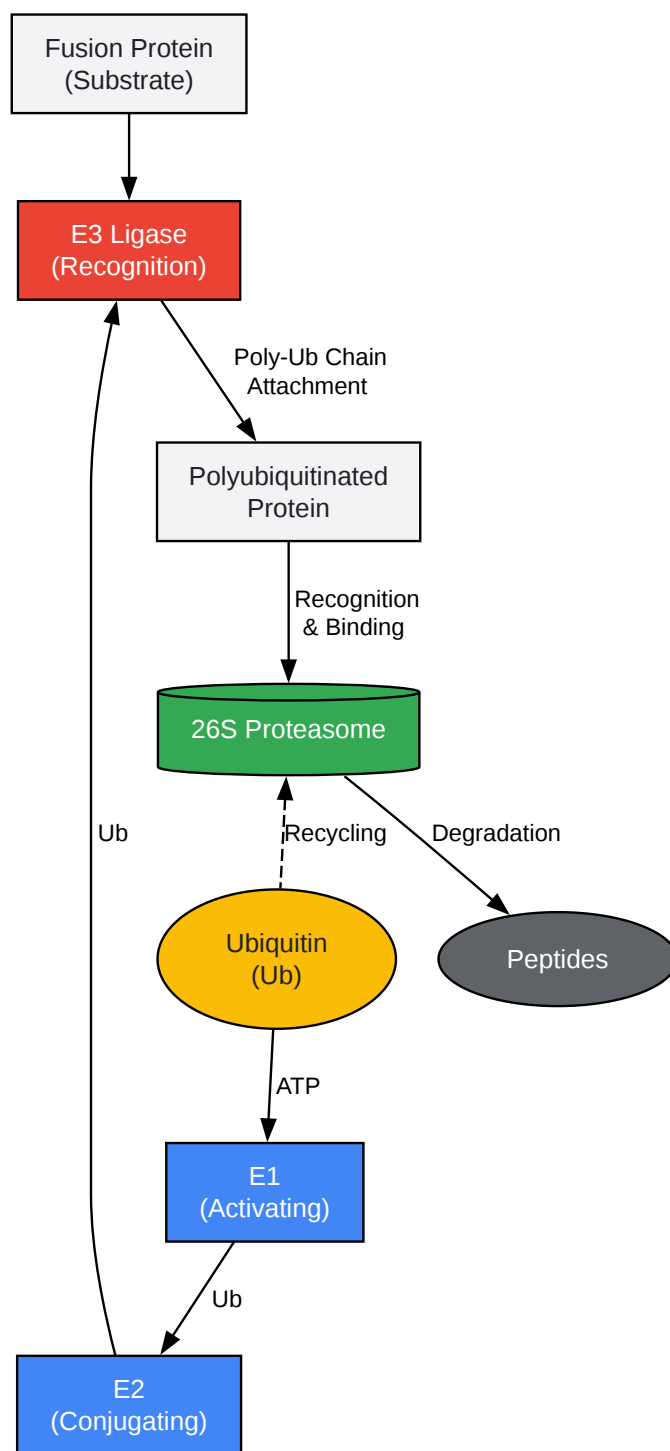 Fusion Protein
(Substrate)
E3 Ligase
(Recognition)
Poly-Ub Chain
Attachment
Polyubiquitinated
Protein
Recognition
& Binding
26S Proteasome
Ub
Recycling
Degradation
Ubiquitin
(Ub)
Peptides
ATP
E1
(Activating)
Ub
E2
(Conjugating)